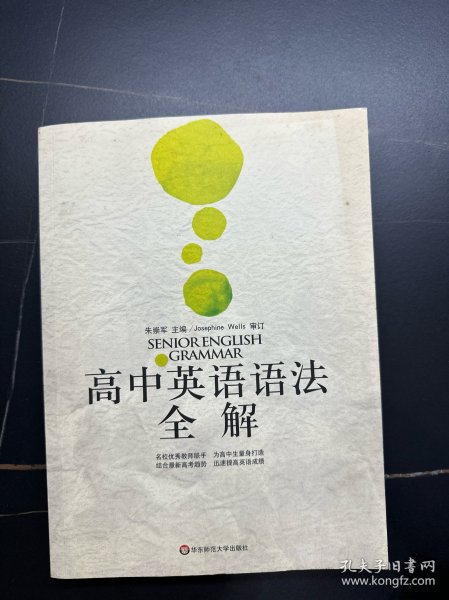 朱崇军 主编/Josephine Wells 审订
SENIOR ENGLISH
GRAMMAR
高中英语语法
全解
名校优秀教师联手 为高中生量身打造
结合最新高考趋势 迅速提高英语成绩
华东师范大学出版社
孔夫子旧书网
www.kongfz.com